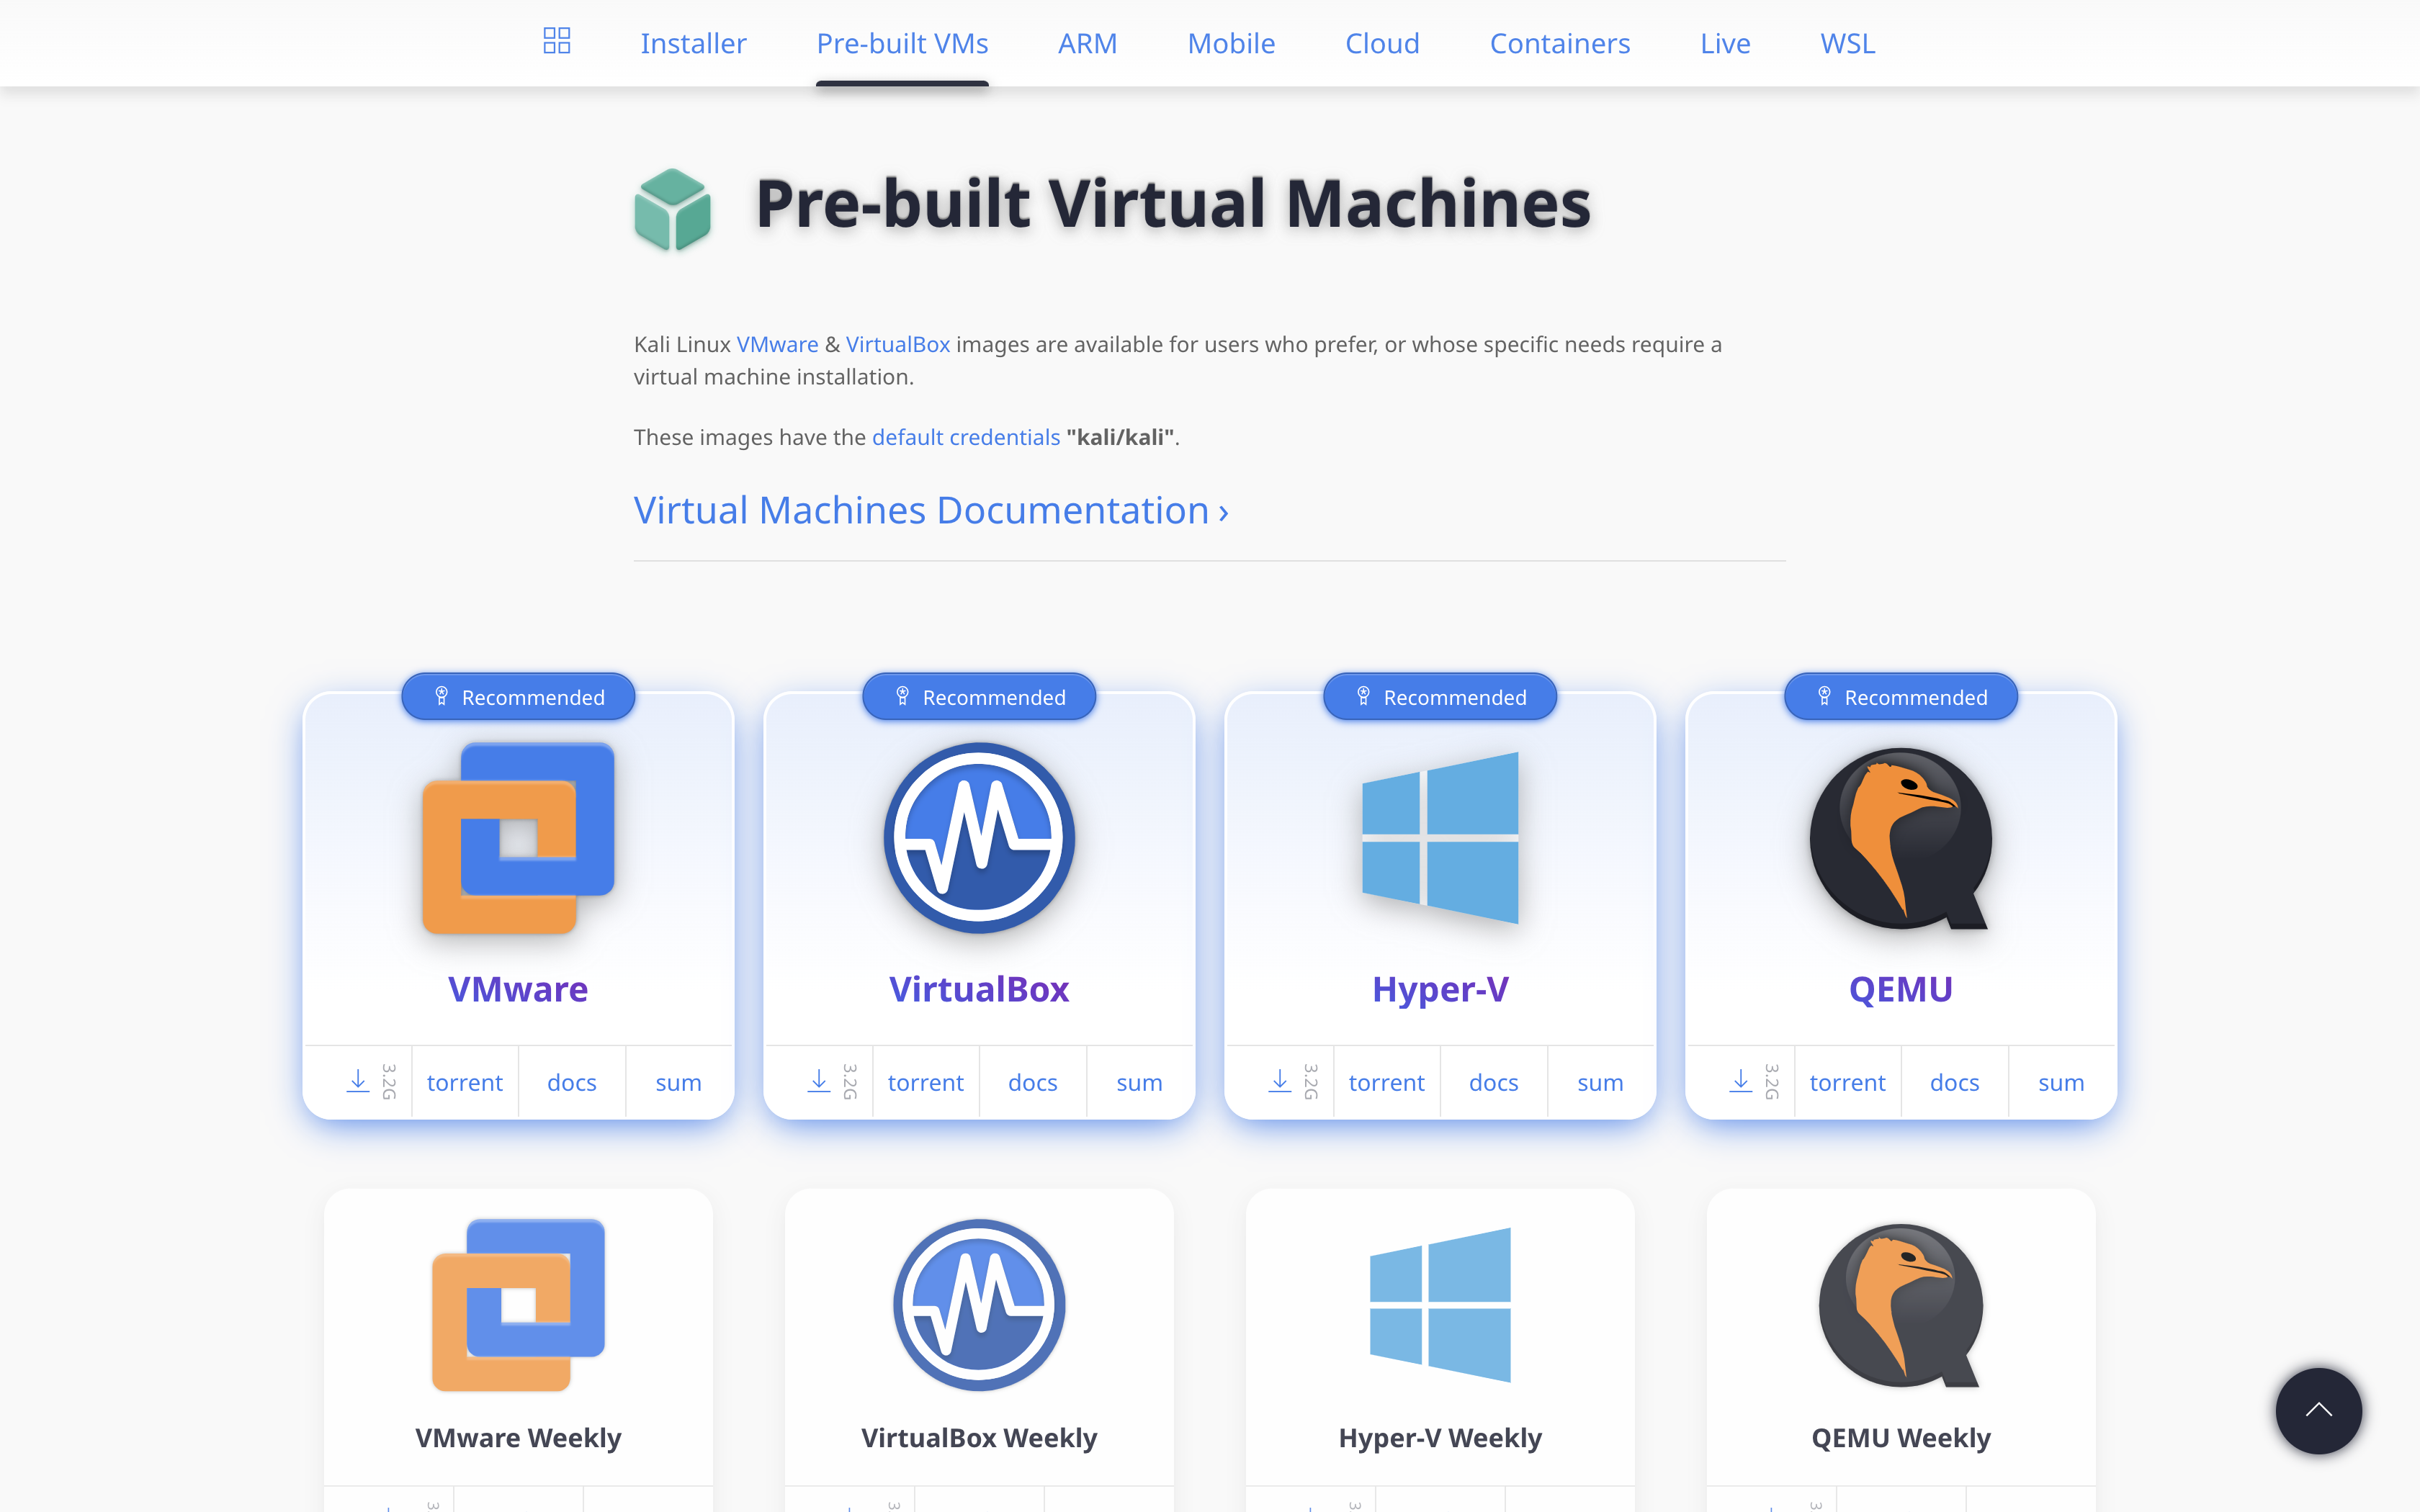 Installer Pre-built VMs ARM Mobile Cloud Containers Live WSL
Pre-built Virtual Machines
Kali Linux VMware & VirtualBox images are available for users who prefer, or whose specific needs require a
virtual machine installation.
These images have the default credentials "kali/kali".
Virtual Machines Documentation ›
Recommended Recommended Recommended Recommended
VMware VirtualBox Hyper-V QEMU
3.2G torrent docs sum 3.2G torrent docs sum 3.2G torrent docs sum 3.2G torrent docs sum
VMware Weekly VirtualBox Weekly Hyper-V Weekly QEMU Weekly